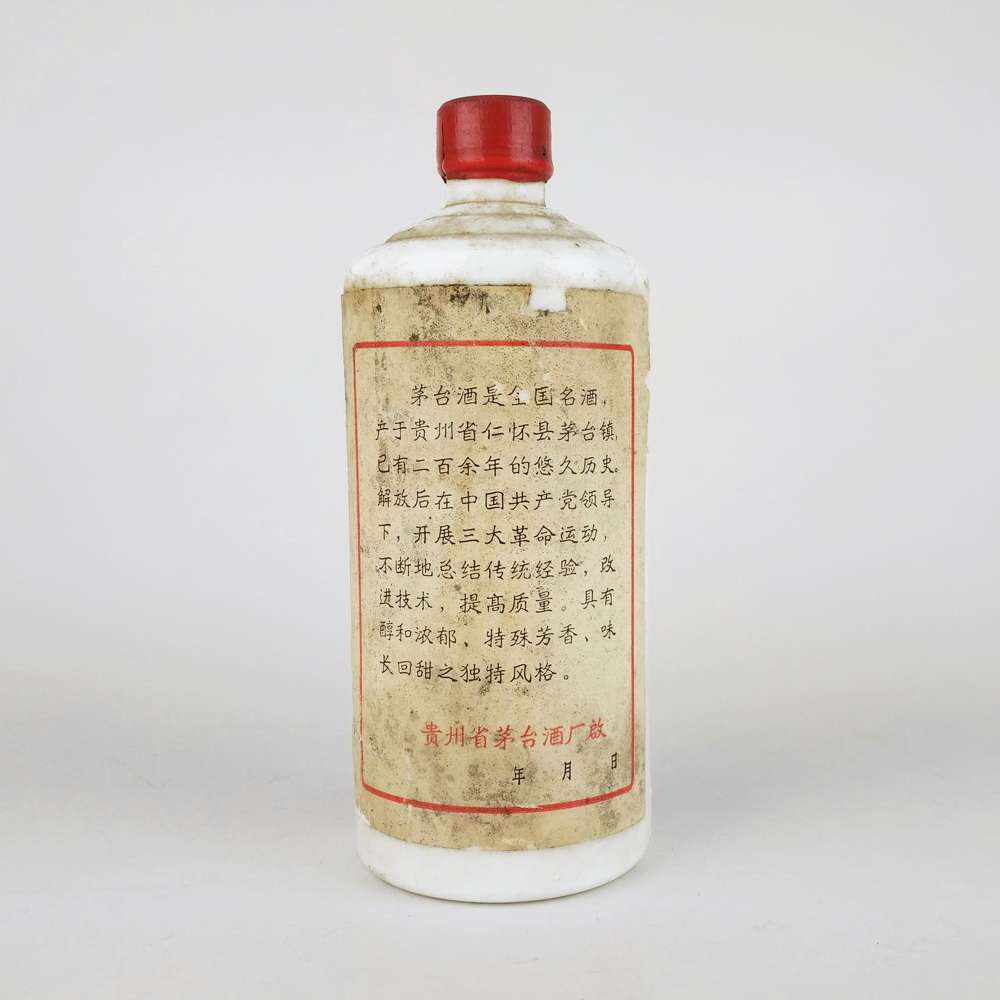 茅台酒是全国名酒，
产于贵州省仁怀县茅台镇，
已有二百余年的悠久历史。
解放后在中国共产党领导
下，开展三大革命运动，
不断地总结传统经验，改
进技术，提高质量。具有
醇和浓郁、特殊芳香、味
长回甜之独特风格。
贵州省茅台酒厂啟
年 月 日